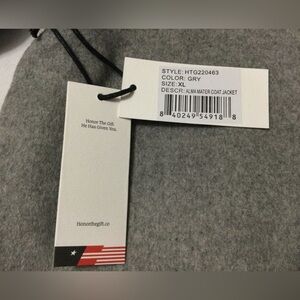 STYLE: HTG220463
COLOR: GRY
SIZE: XL
DESCR: ALMA MATER COAT JACKET
8 40249 54918 8
Honor The Gift
He Has Given You.
Honorthegift.co